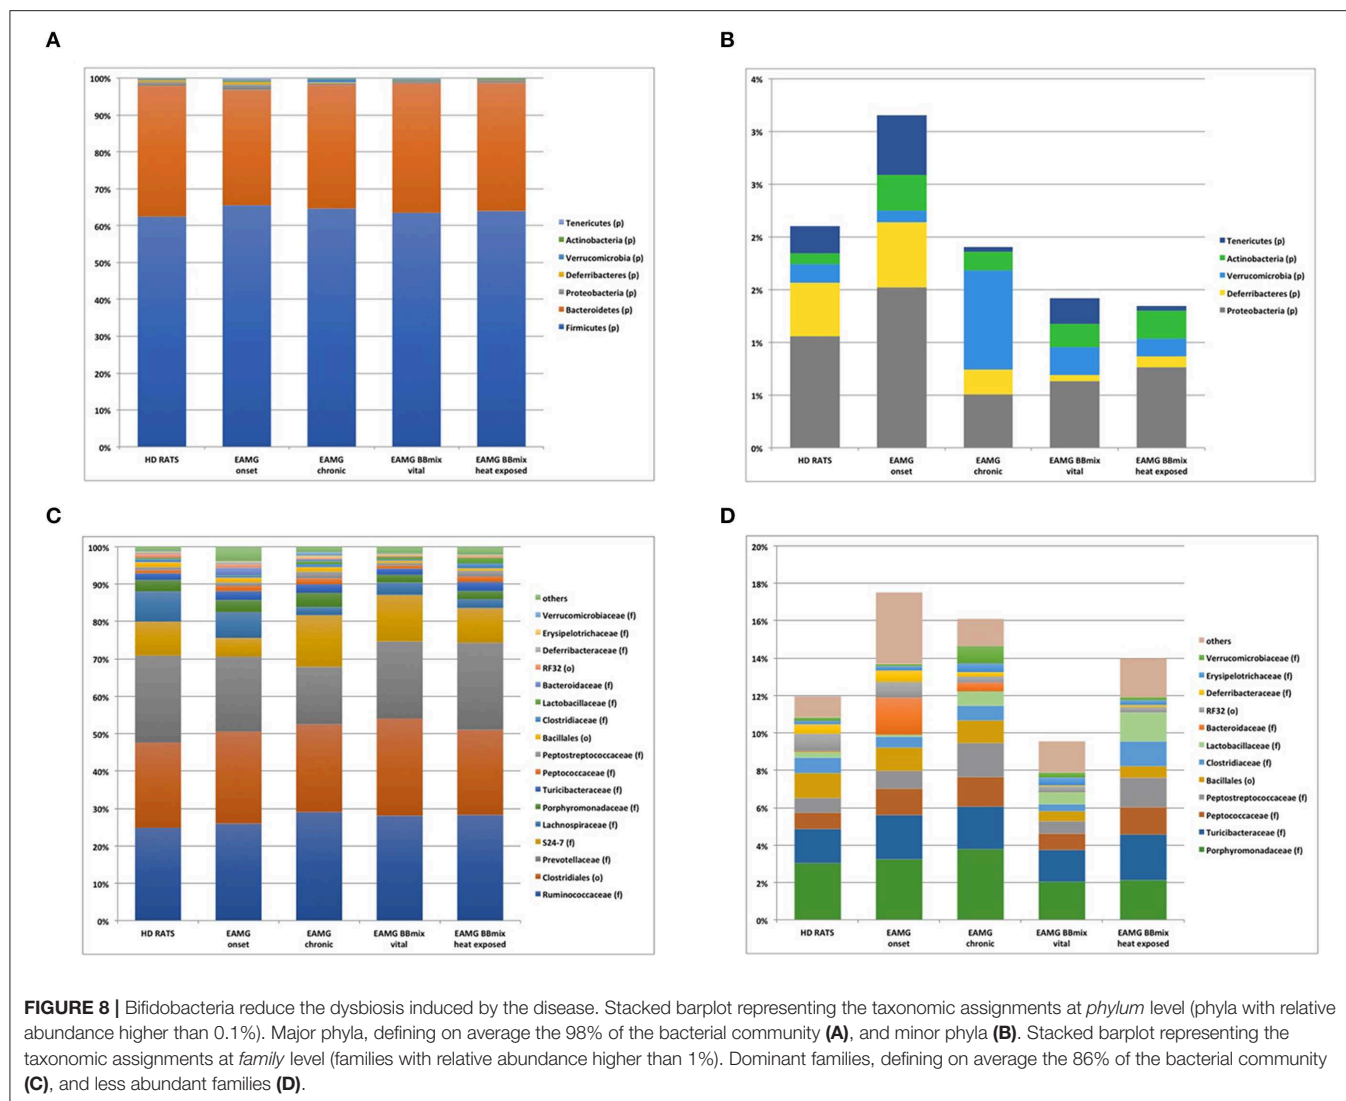 A
100%
90%
80%
70%
60%
50%
40%
30%
20%
10%
0%
HD RATS
EAMG onset
EAMG chronic
EAMG BBmix vital
EAMG BBmix heat exposed
Tenericutes (p)
Actinobacteria (p)
Verrucomicrobia (p)
Deferribacteres (p)
Proteobacteria (p)
Bacteroidetes (p)
Firmicutes (p)
B
4%
3%
3%
2%
2%
1%
1%
0%
HD RATS
EAMG onset
EAMG chronic
EAMG BBmix vital
EAMG BBmix heat exposed
Tenericutes (p)
Actinobacteria (p)
Verrucomicrobia (p)
Deferribacteres (p)
Proteobacteria (p)
C
100%
90%
80%
70%
60%
50%
40%
30%
20%
10%
0%
HD RATS
EAMG onset
EAMG chronic
EAMG BBmix vital
EAMG BBmix heat exposed
others
Verrucomicrobiaceae (f)
Erysipelotrichaceae (f)
Deferribacteraceae (f)
RF32 (o)
Bacteroidaceae (f)
Lactobacillaceae (f)
Clostridiaceae (f)
Bacillales (o)
Peptostreptococcaceae (f)
Peptococcaceae (f)
Turicibacteraceae (f)
Porphyromonadaceae (f)
Lachnospiraceae (f)
S24-7 (f)
Prevotellaceae (f)
Clostridiales (o)
Ruminococcaceae (f)
D
20%
18%
16%
14%
12%
10%
8%
6%
4%
2%
0%
HD RATS
EAMG onset
EAMG chronic
EAMG BBmix vital
EAMG BBmix heat exposed
others
Verrucomicrobiaceae (f)
Erysipelotrichaceae (f)
Deferribacteraceae (f)
RF32 (o)
Bacteroidaceae (f)
Lactobacillaceae (f)
Clostridiaceae (f)
Bacillales (o)
Peptostreptococcaceae (f)
Peptococcaceae (f)
Turicibacteraceae (f)
Porphyromonadaceae (f)
FIGURE 8 | Bifidobacteria reduce the dysbiosis induced by the disease. Stacked barplot representing the taxonomic assignments at phylum level (phyla with relative
abundance higher than 0.1%). Major phyla, defining on average the 98% of the bacterial community (A), and minor phyla (B). Stacked barplot representing the
taxonomic assignments at family level (families with relative abundance higher than 1%). Dominant families, defining on average the 86% of the bacterial community
(C), and less abundant families (D).